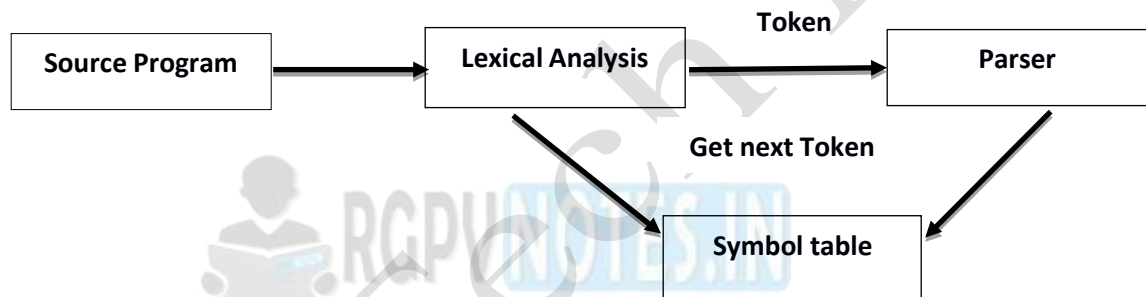 Token
Source Program
Lexical Analysis
Parser
Get next Token
RGPVNOTES.IN
Symbol table